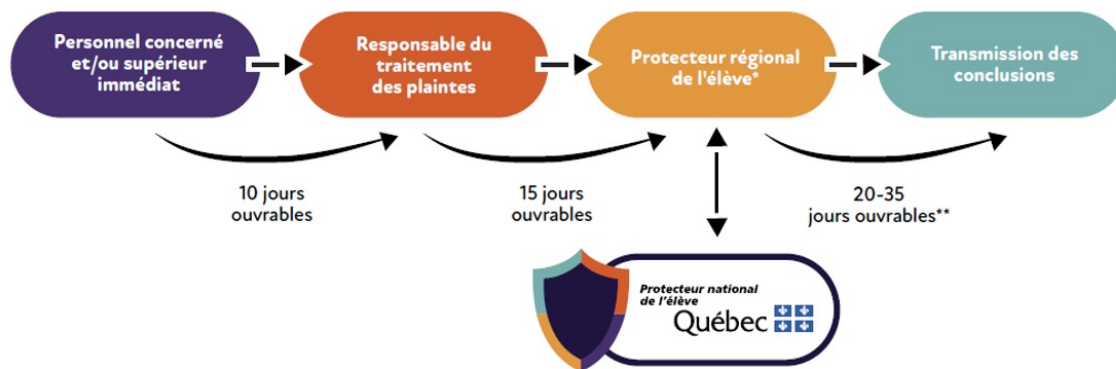 Personnel concerné
et/ou supérieur
immédiat
Responsable du
traitement
des plaintes
Protecteur régional
de l'élève*
Transmission des
conclusions
10 jours
ouvrables
15 jours
ouvrables
20-35
jours ouvrables**
Protecteur national
de l'élève
Québec